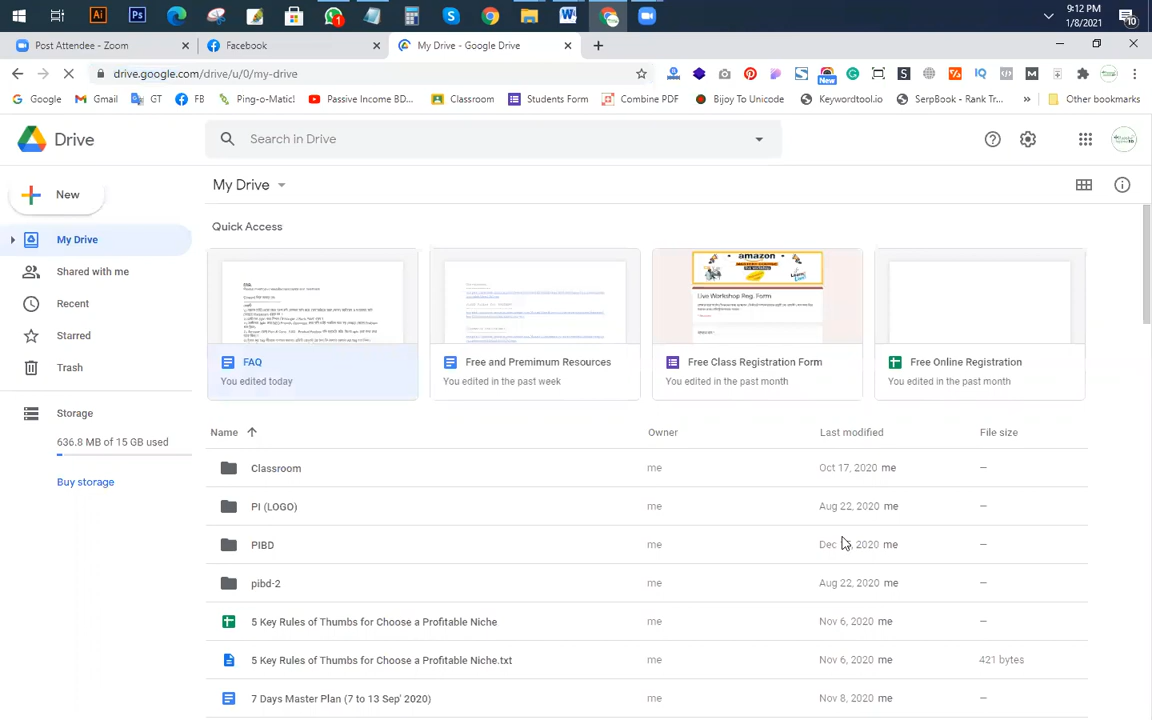 9:12 PM
1/8/2021
10
1
Post Attendee - Zoom
Facebook
My Drive - Google Drive
drive.google.com/drive/u/0/my-drive
New
Google
Gmail
GT
FB
Ping-o-Matic!
Passive Income BD...
Classroom
Students Form
Combine PDF
Bijoy To Unicode
Keywordtool.io
SerpBook - Rank Tr...
Other bookmarks
Drive
Search in Drive
New
My Drive
Quick Access
My Drive
Shared with me
Recent
Starred
Trash
Storage
636.8 MB of 15 GB used
Buy storage
FAQ
amazon
Live Workshop Reg. Form
FAQ
You edited today
Free and Premimum Resources
You edited in the past week
Free Class Registration Form
You edited in the past month
Free Online Registration
You edited in the past month
Name Owner Last modified File size
Classroom me Oct 17, 2020 me –
PI (LOGO) me Aug 22, 2020 me –
PIBD me Dec 2020 me –
pibd-2 me Aug 22, 2020 me –
5 Key Rules of Thumbs for Choose a Profitable Niche me Nov 6, 2020 me –
5 Key Rules of Thumbs for Choose a Profitable Niche.txt me Nov 6, 2020 me 421 bytes
7 Days Master Plan (7 to 13 Sep' 2020) me Nov 8, 2020 me –